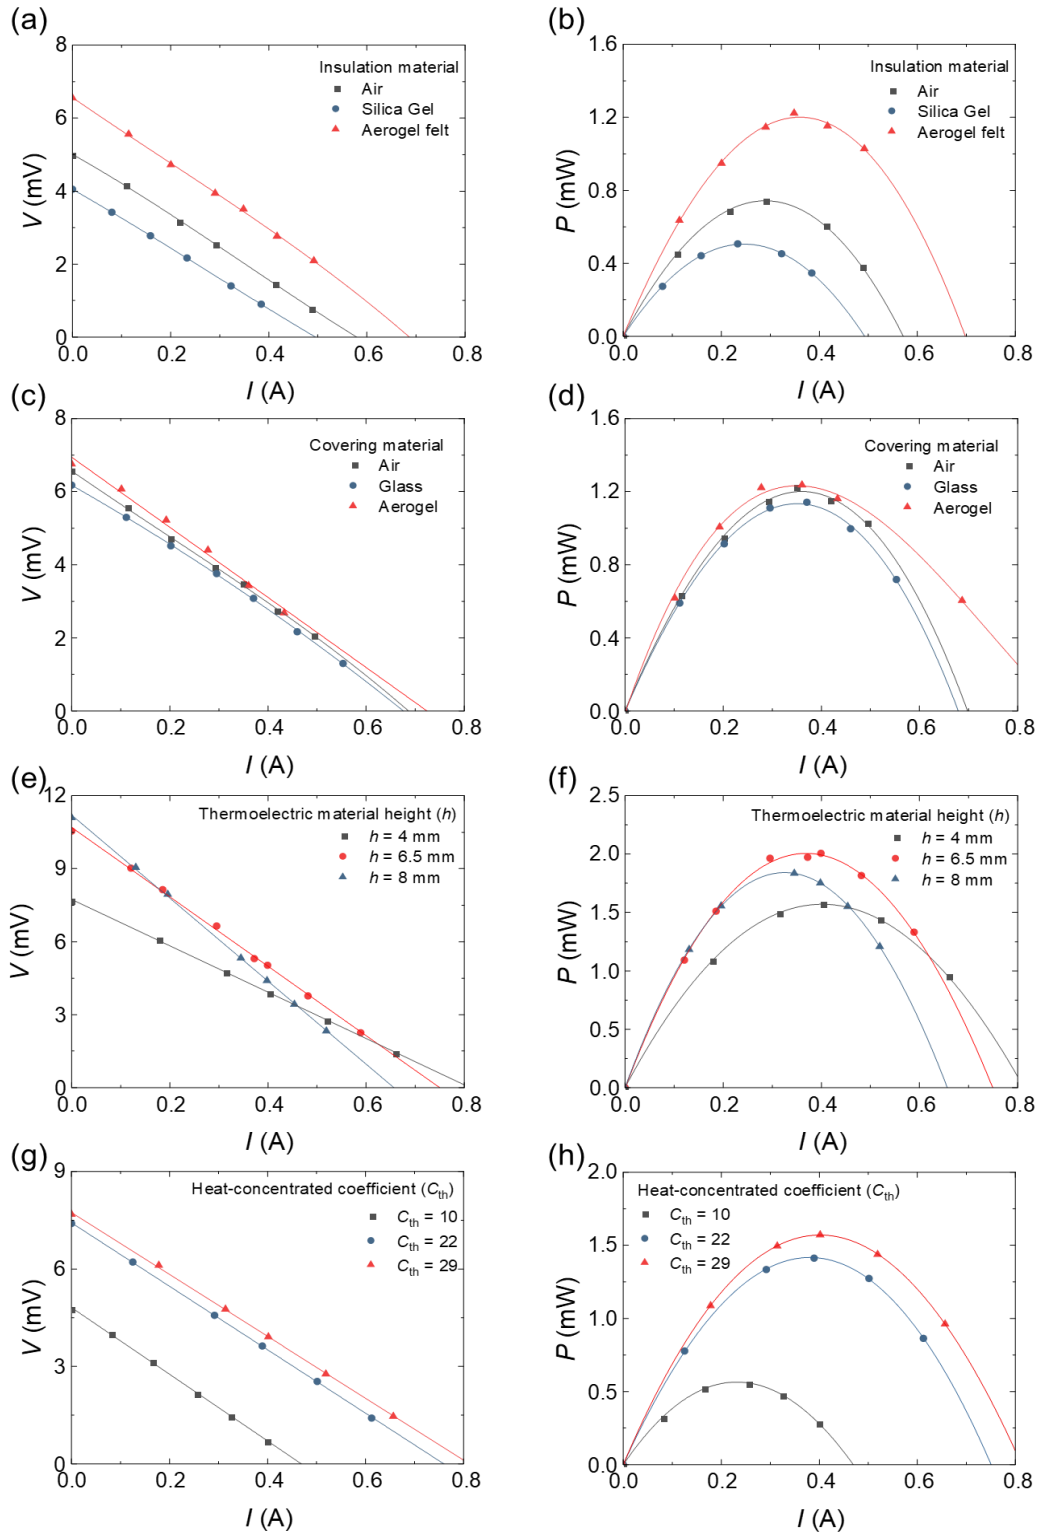 (a)
8
6
4
2
0
0.0 0.2 0.4 0.6 0.8
V (mV)
I (A)
Insulation material
Air
Silica Gel
Aerogel felt
(b)
1.6
1.2
0.8
0.4
0.0
0.0 0.2 0.4 0.6 0.8
P (mW)
I (A)
Insulation material
Air
Silica Gel
Aerogel felt
(c)
8
6
4
2
0
0.0 0.2 0.4 0.6 0.8
V (mV)
I (A)
Covering material
Air
Glass
Aerogel
(d)
1.6
1.2
0.8
0.4
0.0
0.0 0.2 0.4 0.6 0.8
P (mW)
I (A)
Covering material
Air
Glass
Aerogel
(e)
12
9
6
3
0
0.0 0.2 0.4 0.6 0.8
V (mV)
I (A)
Thermoelectric material height (h)
h = 4 mm
h = 6.5 mm
h = 8 mm
(f)
2.5
2.0
1.5
1.0
0.5
0.0
0.0 0.2 0.4 0.6 0.8
P (mW)
I (A)
Thermoelectric material height (h)
h = 4 mm
h = 6.5 mm
h = 8 mm
(g)
9
6
3
0
0.0 0.2 0.4 0.6 0.8
V (mV)
I (A)
Heat-concentrated coefficient (Cth)
Cth = 10
Cth = 22
Cth = 29
(h)
2.0
1.5
1.0
0.5
0.0
0.0 0.2 0.4 0.6 0.8
P (mW)
I (A)
Heat-concentrated coefficient (Cth)
Cth = 10
Cth = 22
Cth = 29